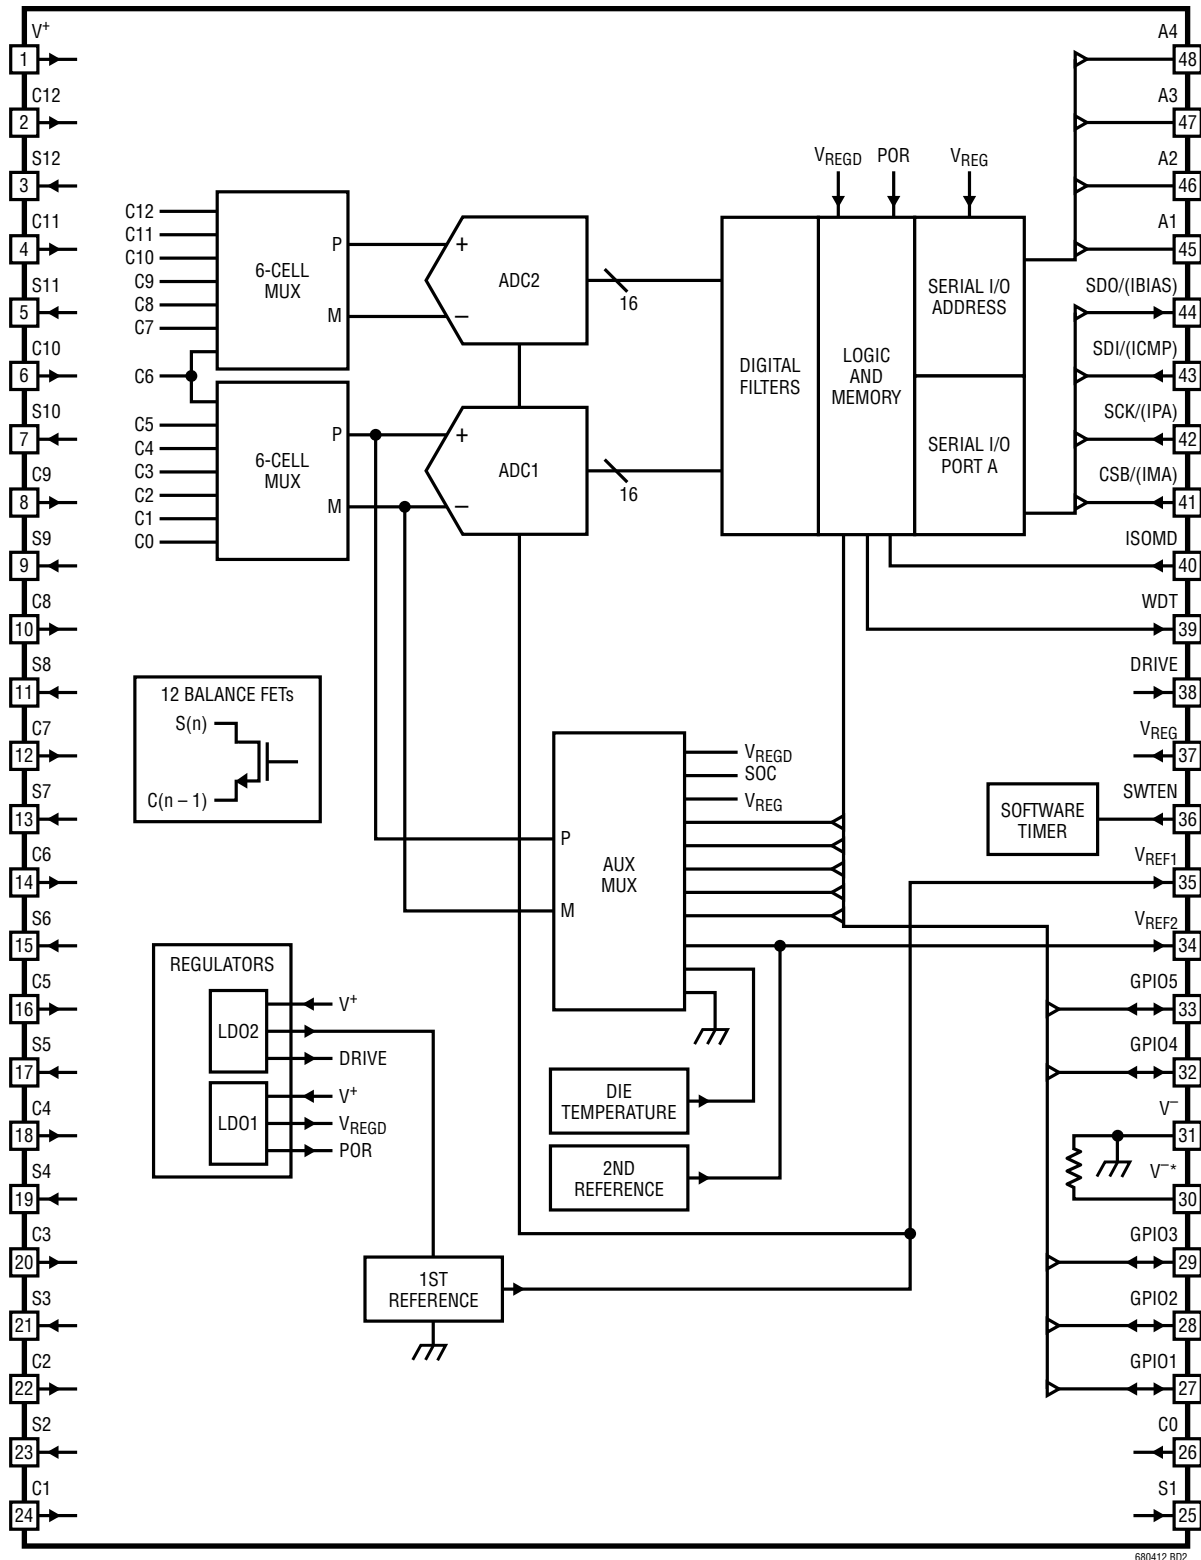 V+
1
C12
2
S12
3
C11
4
S11
5
C10
6
S10
7
C9
8
S9
9
C8
10
S8
11
C7
12
S7
13
C6
14
S6
15
C5
16
S5
17
C4
18
S4
19
C3
20
S3
21
C2
22
S2
23
C1
24
C12
C11
C10
C9
C8
C7
C6
C5
C4
C3
C2
C1
C0
6-CELL
MUX
P
M
6-CELL
MUX
P
M
+
–
ADC2
16
+
–
ADC1
16
VREGD
POR
VREG
DIGITAL
FILTERS
LOGIC
AND
MEMORY
SERIAL I/O
ADDRESS
SERIAL I/O
PORT A
12 BALANCE FETs
S(n)
C(n – 1)
P
M
AUX
MUX
VREGD
SOC
VREG
REGULATORS
LDO2
V+
DRIVE
LDO1
V+
VREGD
POR
DIE
TEMPERATURE
2ND
REFERENCE
1ST
REFERENCE
SOFTWARE
TIMER
A4
48
A3
47
A2
46
A1
45
SDO/(IBIAS)
44
SDI/(ICMP)
43
SCK/(IPA)
42
CSB/(IMA)
41
ISOMD
40
WDT
39
DRIVE
38
VREG
37
SWTEN
36
VREF1
35
VREF2
34
GPIO5
33
GPIO4
32
V–
31
V–*
30
GPIO3
29
GPIO2
28
GPIO1
27
C0
26
S1
25
680412 BD2